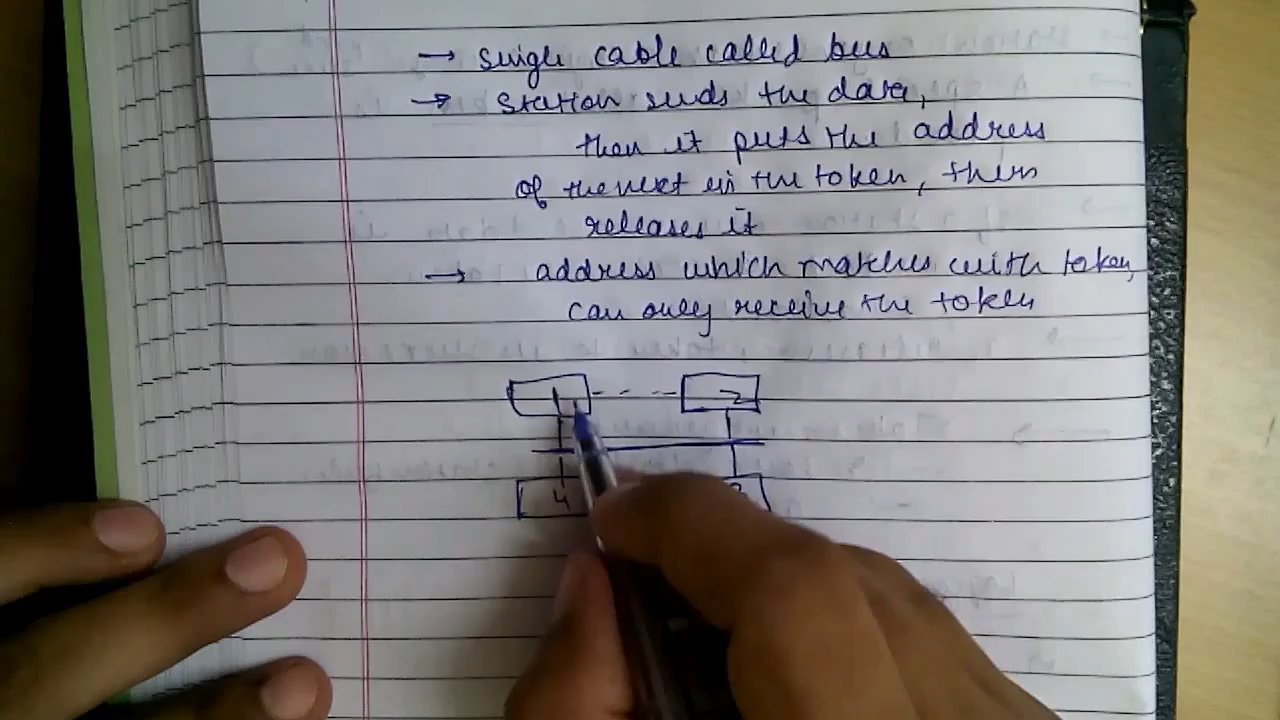 → single cable called bus
→ station sends the data,
then it puts the address
of the next in the token, then
releases it
→ address which matches with token,
can only receive the token
1 - - - 2
4